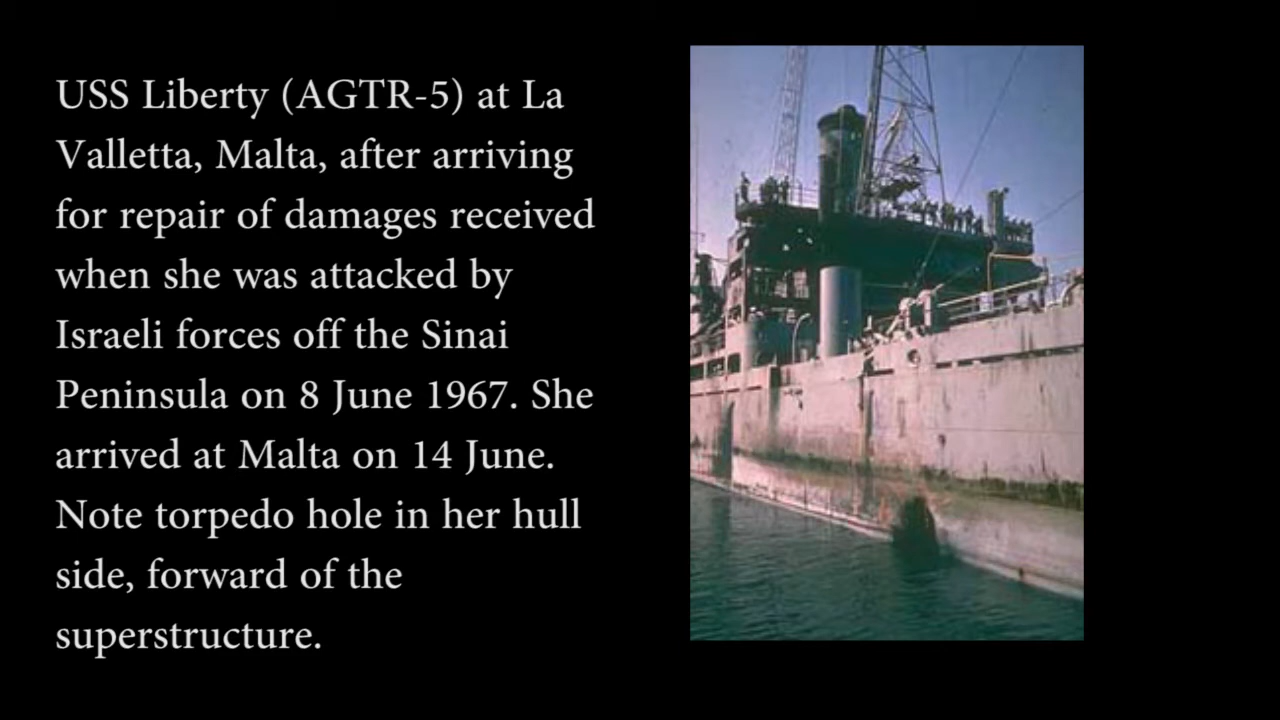 USS Liberty (AGTR-5) at La
Valletta, Malta, after arriving
for repair of damages received
when she was attacked by
Israeli forces off the Sinai
Peninsula on 8 June 1967. She
arrived at Malta on 14 June.
Note torpedo hole in her hull
side, forward of the
superstructure.